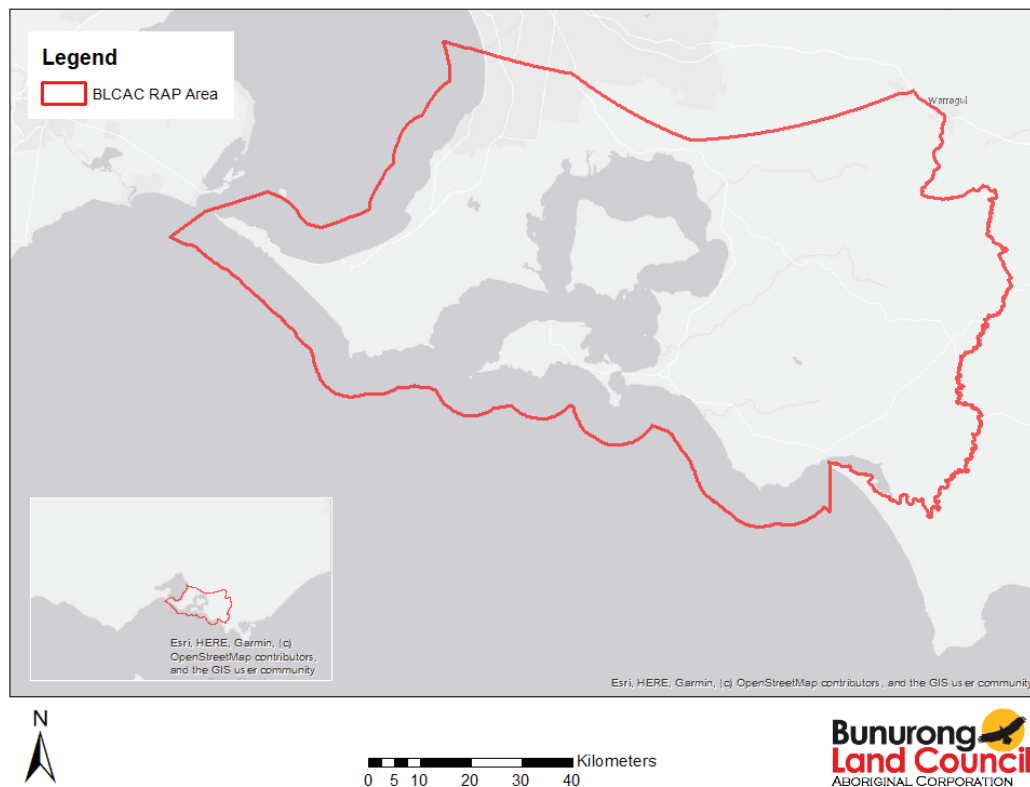 Legend
BLCAC RAP Area
Warragul
Esri, HERE, Garmin, (c)
OpenStreetMap contributors,
and the GIS user community
Esri, HERE, Garmin, (c) OpenStreetMap contributors, and the GIS user community
N
Kilometers
0 5 10 20 30 40
Bunurong
Land Council
ABORIGINAL CORPORATION